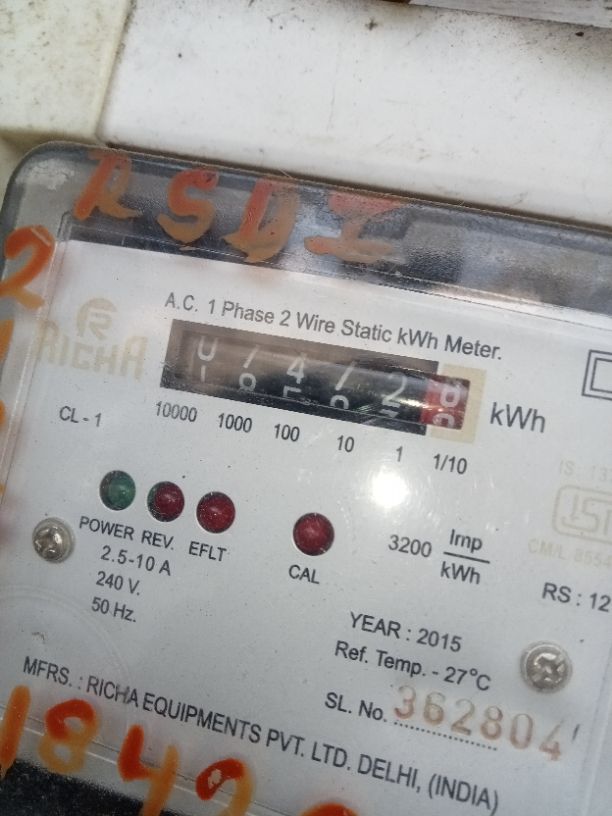 RSDI
A.C. 1 Phase 2 Wire Static kWh Meter.
RICHA
kWh
CL - 1
10000 1000 100 10 1 1/10
POWER REV. EFLT
CAL
3200 Imp
kWh
2.5-10 A
240 V.
50 Hz.
RS : 12
YEAR : 2015
Ref. Temp. - 27°C
SL. No. 362804
MFRS. : RICHA EQUIPMENTS PVT. LTD. DELHI, (INDIA)